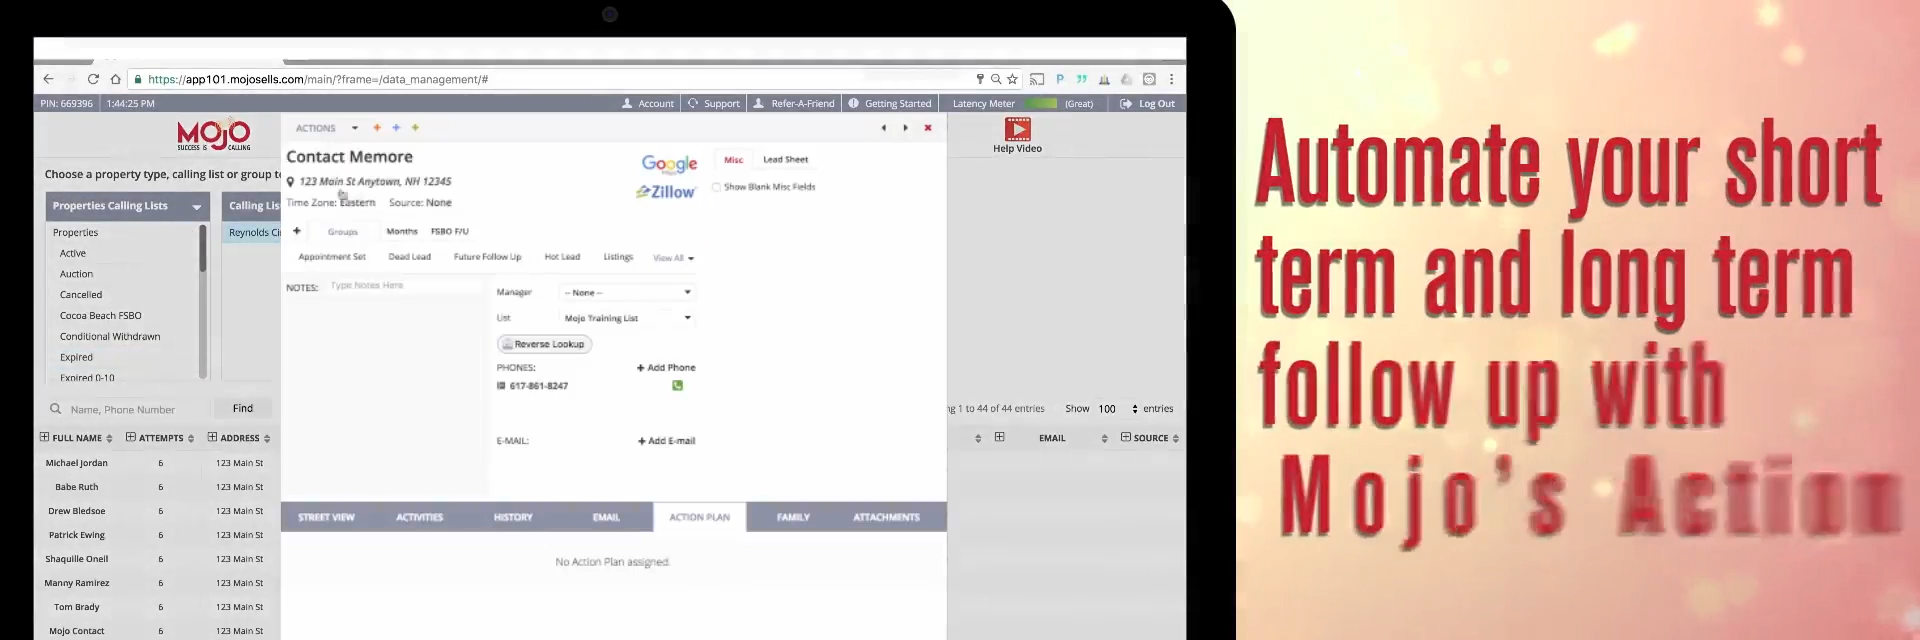 https://app101.mojosells.com/main/?frame=/data_management/#
PIN: 669396 1:44:25 PM Account Support Refer-A-Friend Getting Started Latency Meter (Great) Log Out
MOJO
SUCCESS IS CALLING
ACTIONS
Help Video
Contact Memore
123 Main St Anytown, NH 12345
Time Zone: Eastern Source: None
Google
Zillow
Misc Lead Sheet
Show Blank Misc Fields
Choose a property type, calling list or group t
Properties Calling Lists
Calling Lis
Properties
Reynolds Ci
Active
Auction
Cancelled
Cocoa Beach FSBO
Conditional Withdrawn
Expired
Expired 0-10
Groups Months FSBO F/U
Appointment Set Dead Lead Future Follow Up Hot Lead Listings View All
NOTES: Type Notes Here
Manager -- None --
List Mojo Training List
Reverse Lookup
PHONES: Add Phone
617-861-8247
E-MAIL: Add E-mail
Name, Phone Number Find
ng 1 to 44 of 44 entries Show 100 entries
FULL NAME ATTEMPTS ADDRESS EMAIL SOURCE
Michael Jordan 6 123 Main St
Babe Ruth 6 123 Main St
Drew Bledsoe 6 123 Main St
Patrick Ewing 6 123 Main St
Shaquille Oneil 6 123 Main St
Manny Ramirez 6 123 Main St
Tom Brady 6 123 Main St
Mojo Contact 6 123 Main St
STREET VIEW ACTIVITIES HISTORY EMAIL ACTION PLAN FAMILY ATTACHMENTS
No Action Plan assigned.
Automate your short
term and long term
follow up with
Mojo's Action